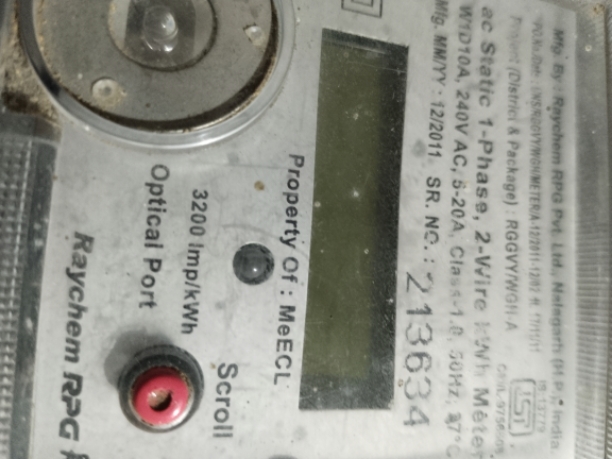 Mfg. By : Raychem RPG Pvt. Ltd., (H.P.), India
Project (District & Package) : RGGVY/WGH-A
ac Static 1-Phase, 2-Wire kWh Meter
10A, 240V AC, 5-20A, Class-1.0, 50Hz, 27°C
Mfg. MM/YY : 12/2011 SR. NO. : 213634
Property Of : MeECL
3200 Imp/kWh
Scroll
Optical Port
Raychem RPG